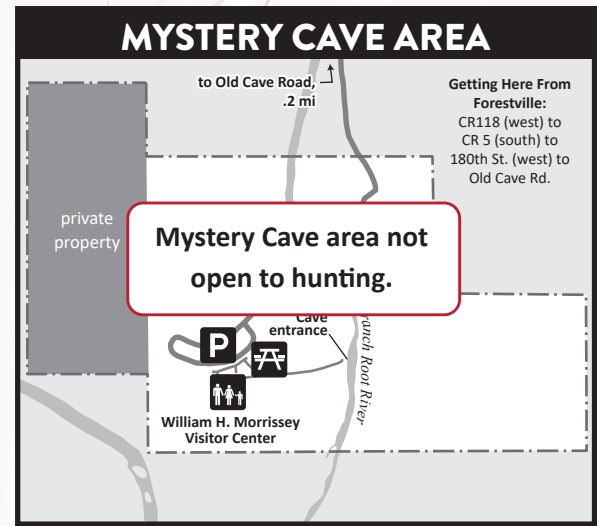 MYSTERY CAVE AREA
to Old Cave Road,
.2 mi
Getting Here From
Forestville:
CR118 (west) to
CR 5 (south) to
180th St. (west) to
Old Cave Rd.
private
property
Mystery Cave area not
open to hunting.
Cave
entrance
Root River
P
William H. Morrissey
Visitor Center